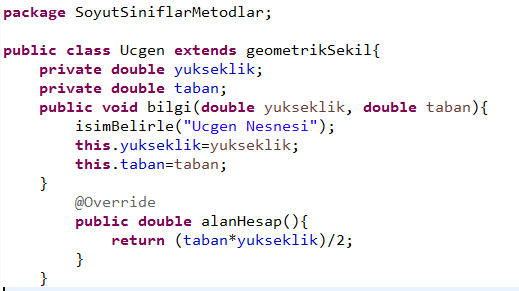 package SoyutSiniflarMetodlar;
public class Ucgen extends geometrikSekil{
private double yukseklik;
private double taban;
public void bilgi(double yukseklik, double taban){
isimBelirle("Ucgen Nesnesi");
this.yukseklik=yukseklik;
this.taban=taban;
}
@Override
public double alanHesap(){
return (taban*yukseklik)/2;
}
}